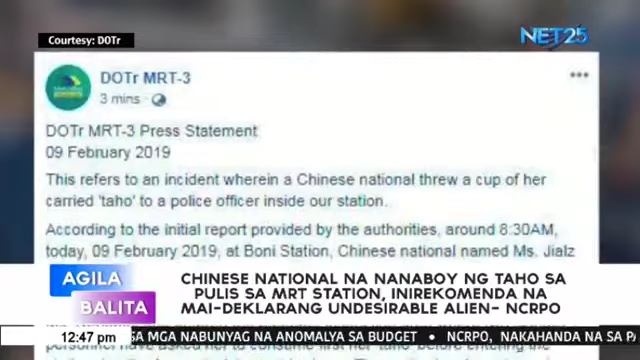 Courtesy: DOTr
NET25
DOTr MRT-3
3 mins
DOTr MRT-3 Press Statement
09 February 2019
This refers to an incident wherein a Chinese national threw a cup of her
carried 'taho' to a police officer inside our station.
According to the initial report provided by the authorities, around 8:30AM,
today, 09 February 2019, at Boni Station, Chinese national named Ms. Jialz
AGILA
BALITA
CHINESE NATIONAL NA NANABOY NG TAHO SA
PULIS SA MRT STATION, INIREKOMENDA NA
MAI-DEKLARANG UNDESIRABLE ALIEN- NCRPO
12:47 pm
SA MGA NABUNYAG NA ANOMALYA SA BUDGET • NCRPO, NAKAHANDA NA SA